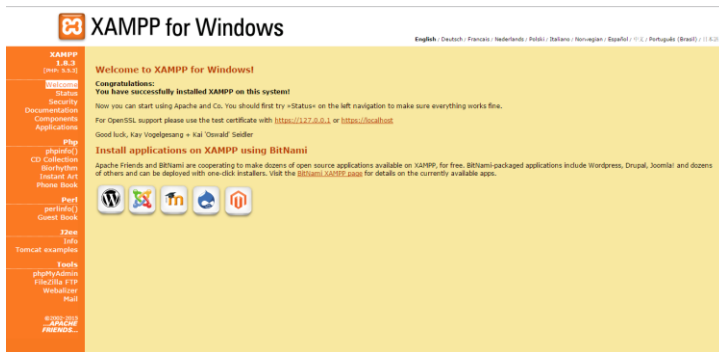 XAMPP for Windows
English / Deutsch / Francais / Nederlands / Polski / Italiano / Norwegian / Español / 中文 / Português (Brasil) / 日本語
XAMPP
1.8.3
[PHP: 5.5.3]
Welcome
Status
Security
Documentation
Components
Applications
Php
phpinfo()
CD Collection
Biorhythm
Instant Art
Phone Book
Perl
perlinfo()
Guest Book
J2ee
Info
Tomcat examples
Tools
phpMyAdmin
FileZilla FTP
Webalizer
Mail
©2002-2013
...APACHE
FRIENDS...
Welcome to XAMPP for Windows!
Congratulations:
You have successfully installed XAMPP on this system!
Now you can start using Apache and Co. You should first try »Status« on the left navigation to make sure everything works fine.
For OpenSSL support please use the test certificate with https://127.0.0.1 or https://localhost
Good luck, Kay Vogelgesang + Kai 'Oswald' Seidler
Install applications on XAMPP using BitNami
Apache Friends and BitNami are cooperating to make dozens of open source applications available on XAMPP, for free. BitNami-packaged applications include Wordpress, Drupal, Joomla! and dozens
of others and can be deployed with one-click installers. Visit the BitNami XAMPP page for details on the currently available apps.